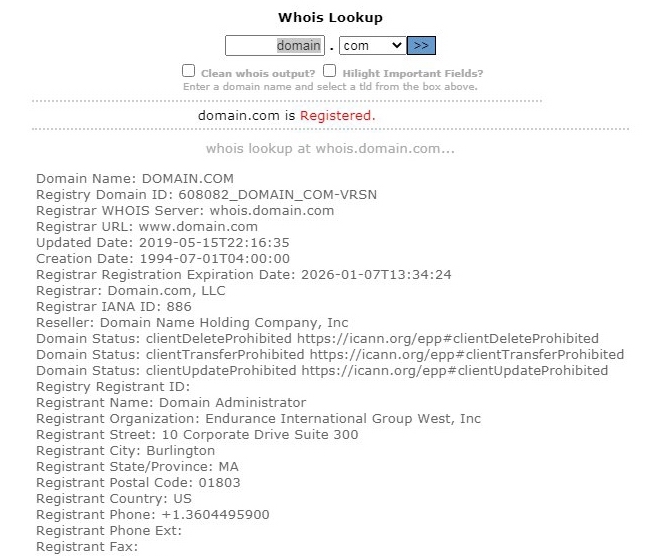 Whois Lookup
domain . com >>
Clean whois output? Hilight Important Fields?
Enter a domain name and select a tld from the box above.
domain.com is Registered.
whois lookup at whois.domain.com...
Domain Name: DOMAIN.COM
Registry Domain ID: 608082_DOMAIN_COM-VRSN
Registrar WHOIS Server: whois.domain.com
Registrar URL: www.domain.com
Updated Date: 2019-05-15T22:16:35
Creation Date: 1994-07-01T04:00:00
Registrar Registration Expiration Date: 2026-01-07T13:34:24
Registrar: Domain.com, LLC
Registrar IANA ID: 886
Reseller: Domain Name Holding Company, Inc
Domain Status: clientDeleteProhibited https://icann.org/epp#clientDeleteProhibited
Domain Status: clientTransferProhibited https://icann.org/epp#clientTransferProhibited
Domain Status: clientUpdateProhibited https://icann.org/epp#clientUpdateProhibited
Registry Registrant ID:
Registrant Name: Domain Administrator
Registrant Organization: Endurance International Group West, Inc
Registrant Street: 10 Corporate Drive Suite 300
Registrant City: Burlington
Registrant State/Province: MA
Registrant Postal Code: 01803
Registrant Country: US
Registrant Phone: +1.3604495900
Registrant Phone Ext:
Registrant Fax: